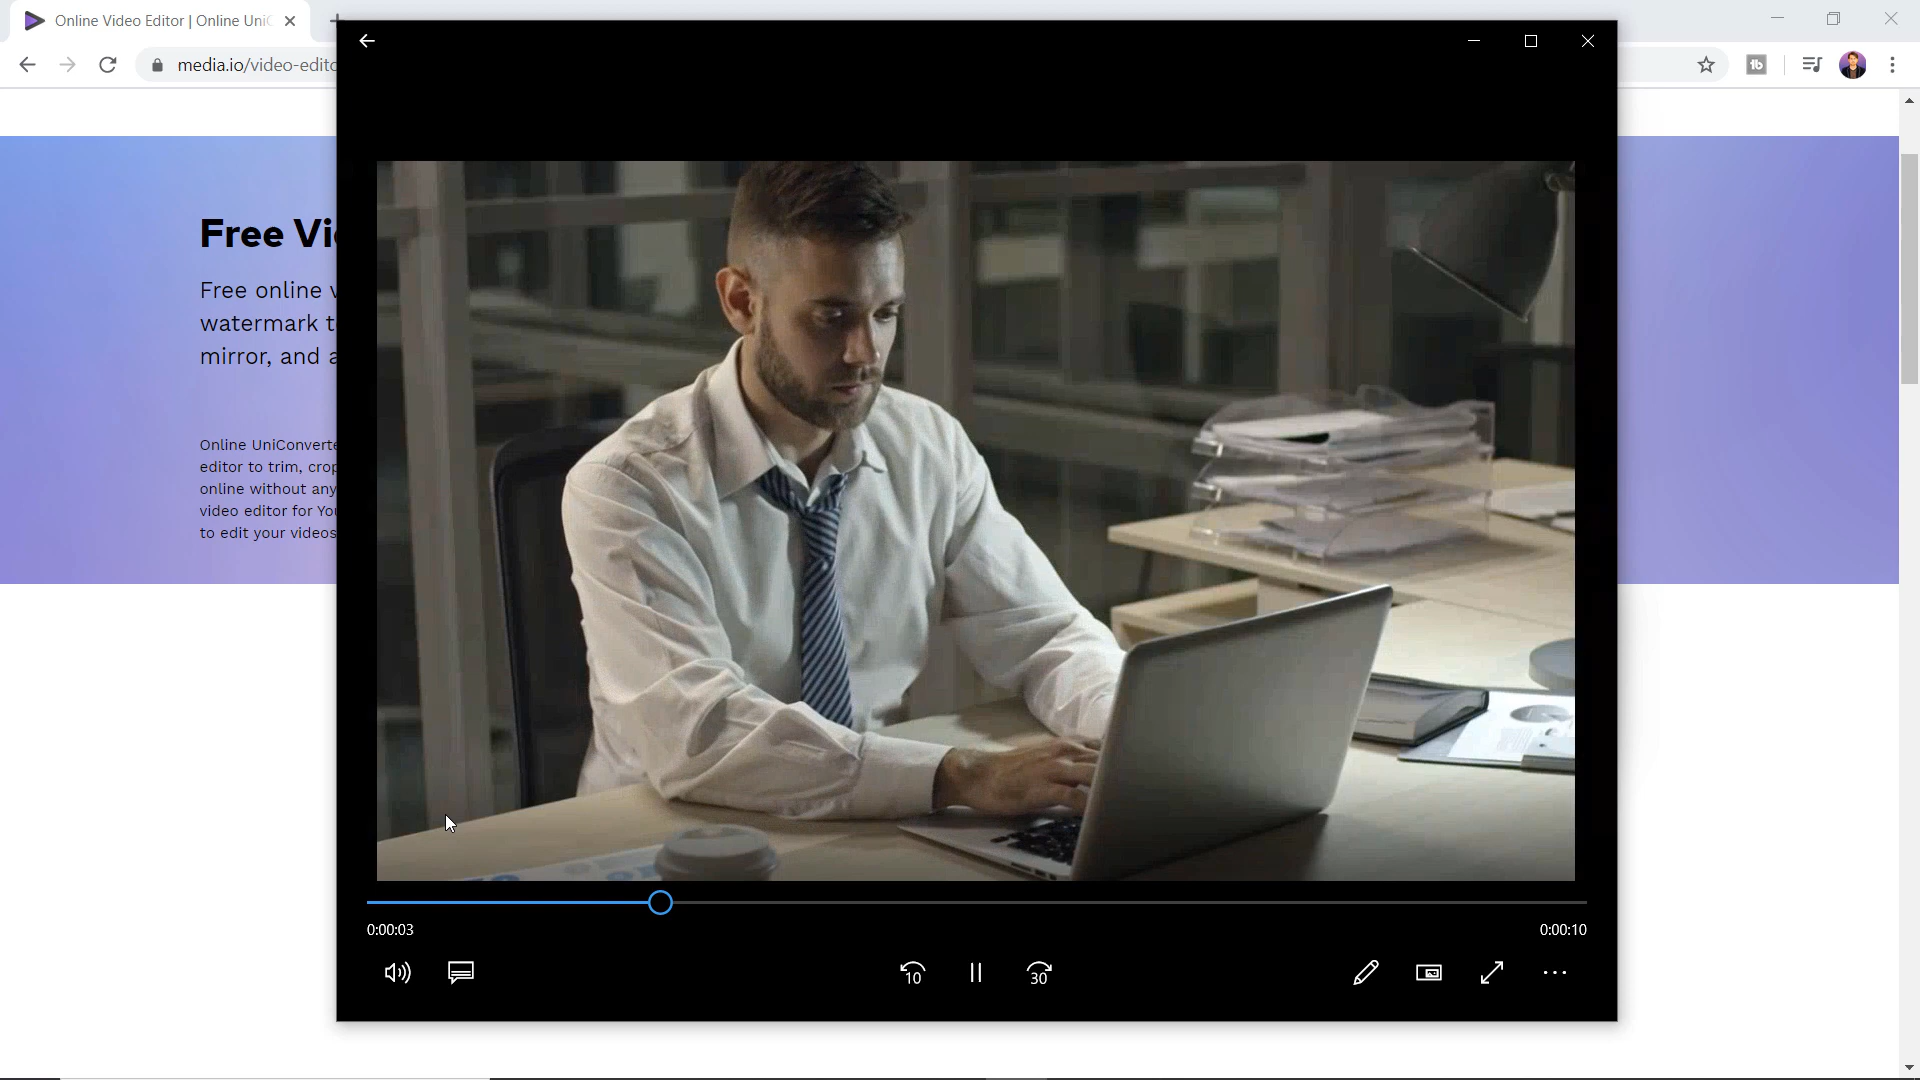 Online Video Editor | Online UniC
media.io/video-edito
Free Vi
Free online v
watermark t
mirror, and a
Online UniConverte
editor to trim, crop
online without any
video editor for You
to edit your videos
0:00:03
0:00:10
10
30